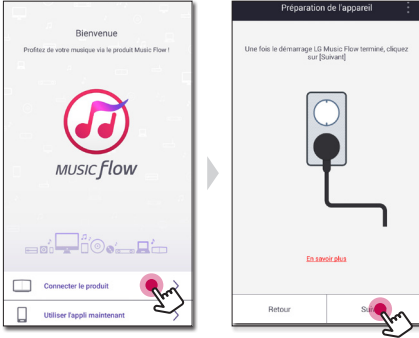 Bienvenue
Profitez de votre musique via le produit Music Flow !
MUSIC flow
Connecter le produit
Utiliser l'appli maintenant
Préparation de l'appareil
Une fois le démarrage LG Music Flow terminé, cliquez
sur [Suivant]
En savoir plus
Retour